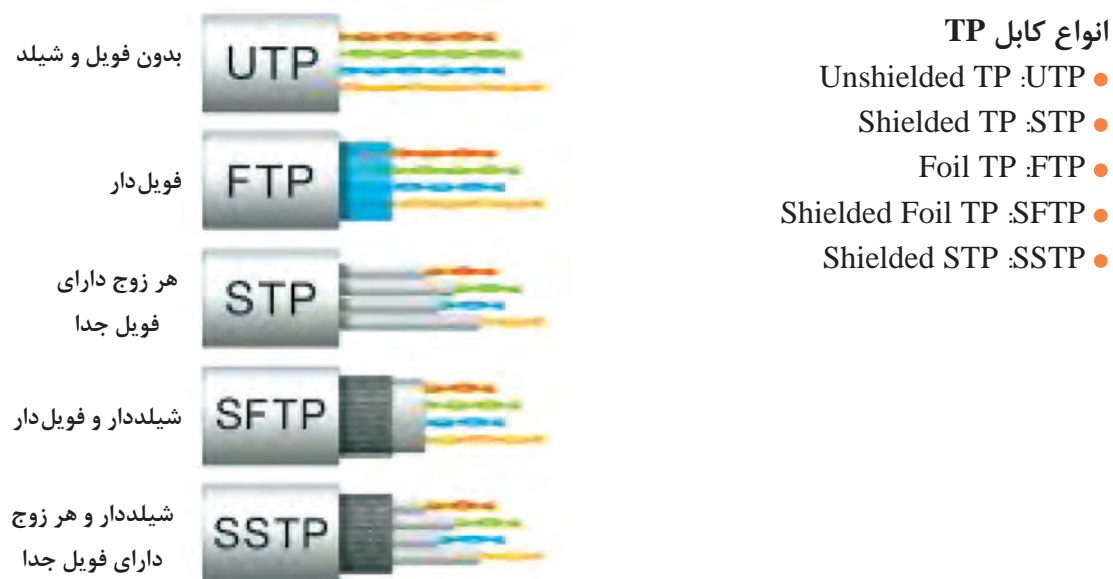 انواع کابل TP
● UTP: Unshielded TP
● STP: Shielded TP
● FTP: Foil TP
● SFTP: Shielded Foil TP
● SSTP: Shielded STP
بدون فویل و شیلد
UTP
فویل‌دار
FTP
هر زوج دارای
فویل جدا
STP
شیلددار و فویل‌دار
SFTP
شیلددار و هر زوج
دارای فویل جدا
SSTP